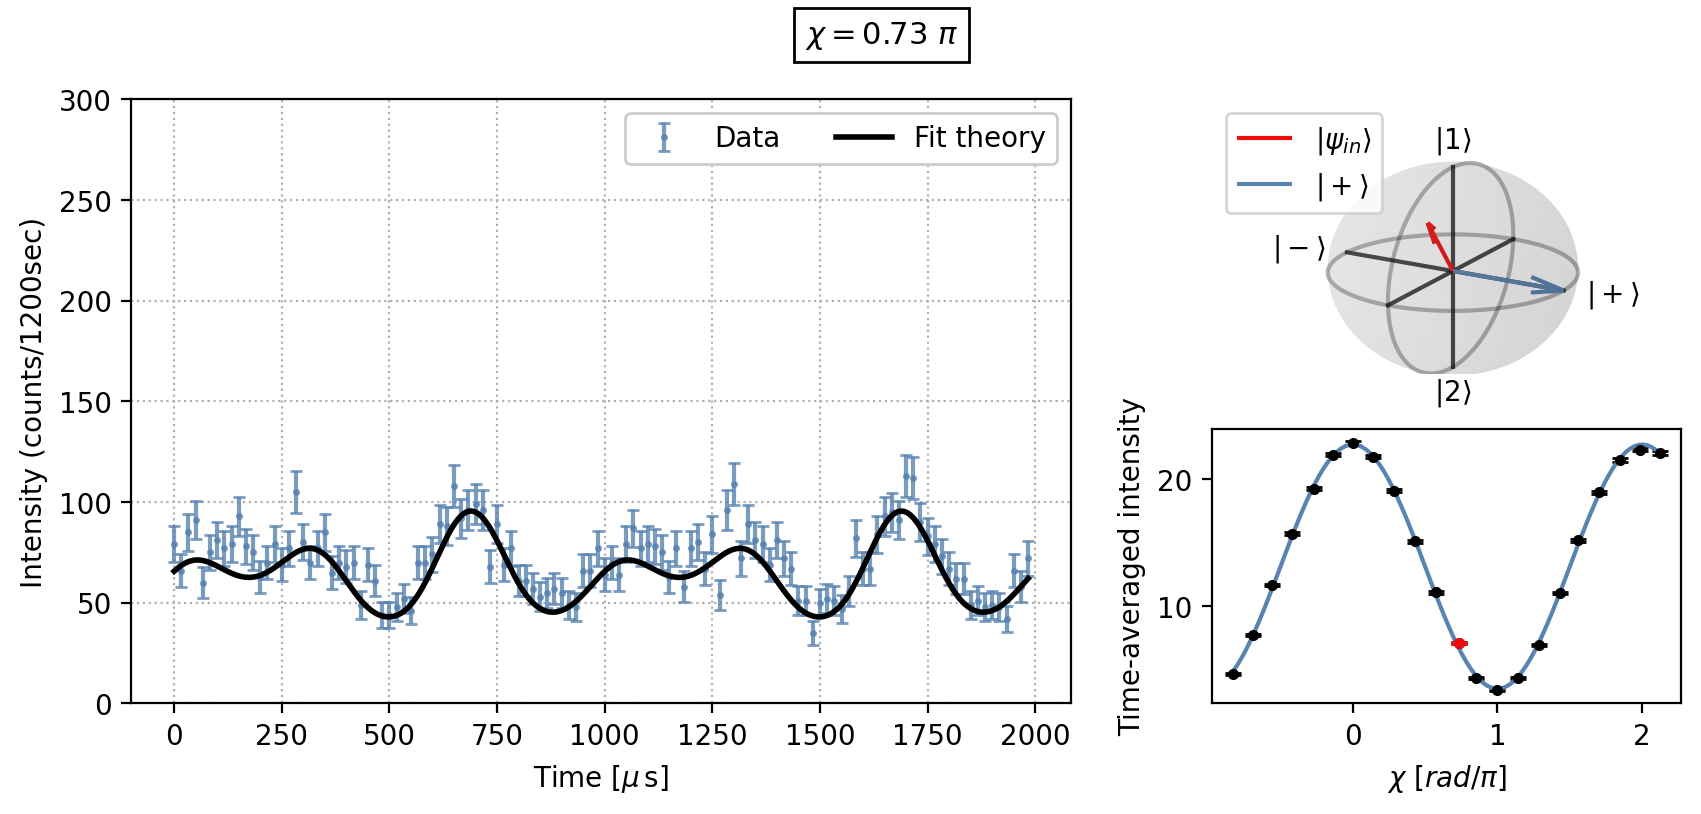 χ = 0.73 π
Intensity (counts/1200sec)
300
250
200
150
100
50
0
Data
Fit theory
0 250 500 750 1000 1250 1500 1750 2000
Time [μ s]
|ψin⟩
|+⟩
|1⟩
|−⟩
|+⟩
|2⟩
Time-averaged intensity
20
10
0 1 2
χ [rad/π]